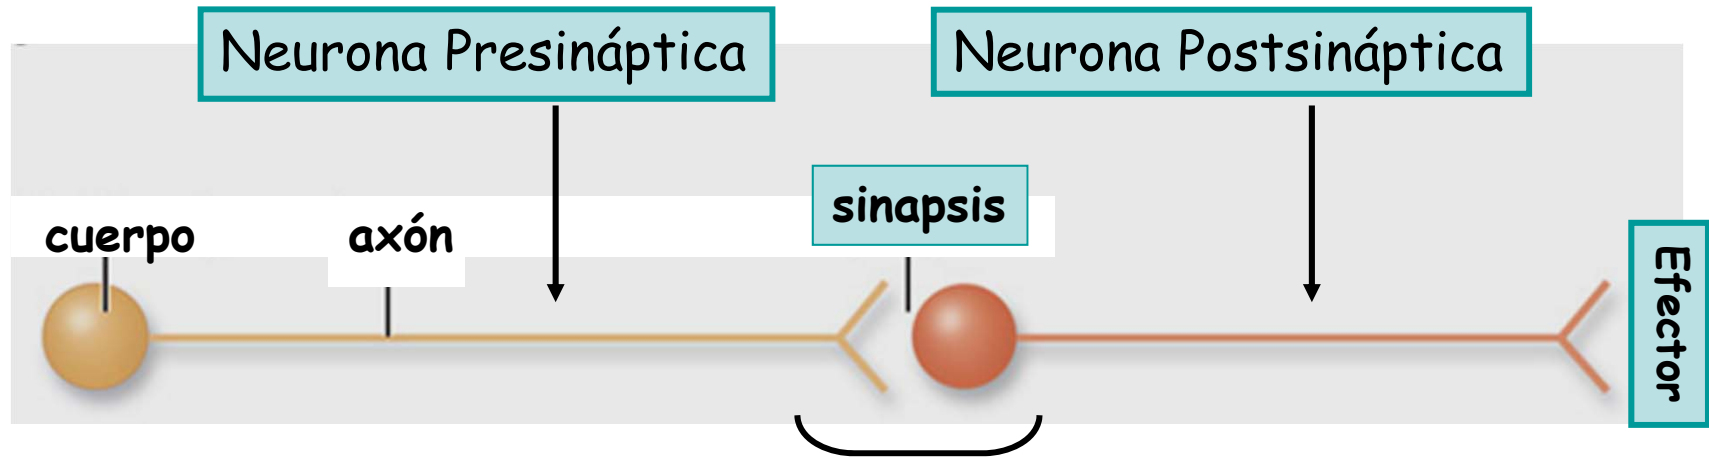 Neurona Presináptica
Neurona Postsináptica
sinapsis
cuerpo
axón
Efector